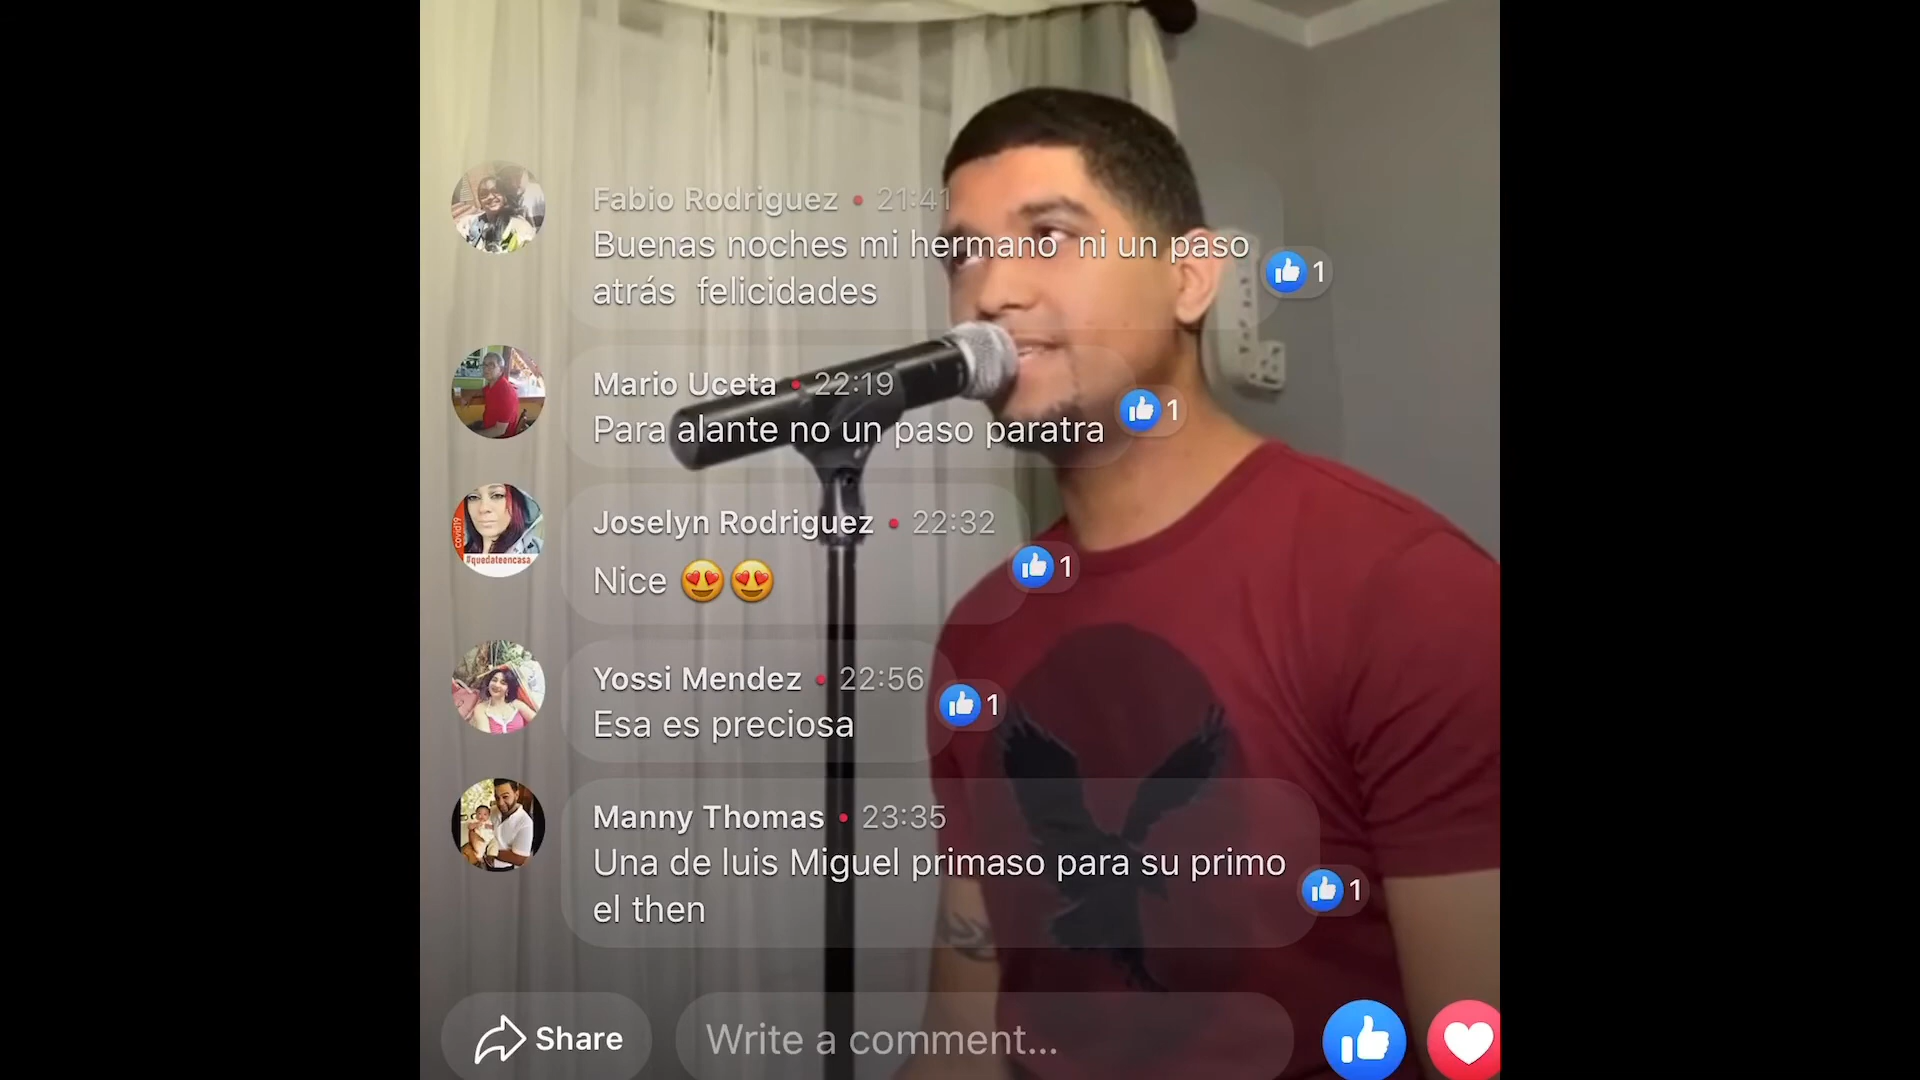 Fabio Rodriguez • 21:41
Buenas noches mi hermano  ni un paso
atrás  felicidades
1
Mario Uceta • 22:19
Para alante no un paso paratra
1
Joselyn Rodriguez • 22:32
Nice 😍😍
1
covid19
#quedateencasa
Yossi Mendez • 22:56
Esa es preciosa
1
Manny Thomas • 23:35
Una de luis Miguel primaso para su primo
el then
1
Share
Write a comment...